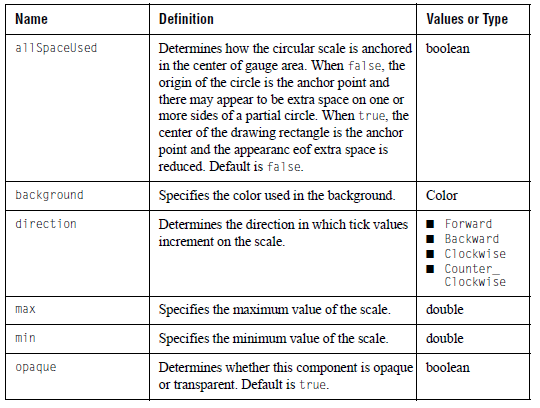 Name Definition Values or Type
allSpaceUsed Determines how the circular scale is anchored boolean
in the center of gauge area. When false, the
origin of the circle is the anchor point and
there may appear to be extra space on one or
more sides of a partial circle. When true, the
center of the drawing rectangle is the anchor
point and the appearanc eof extra space is
reduced. Default is false.
background Specifies the color used in the background. Color
direction Determines the direction in which tick values ■ Forward
increment on the scale. ■ Backward
■ Clockwise
■ Counter_
Clockwise
max Specifies the maximum value of the scale. double
min Specifies the minimum value of the scale. double
opaque Determines whether this component is opaque boolean
or transparent. Default is true.